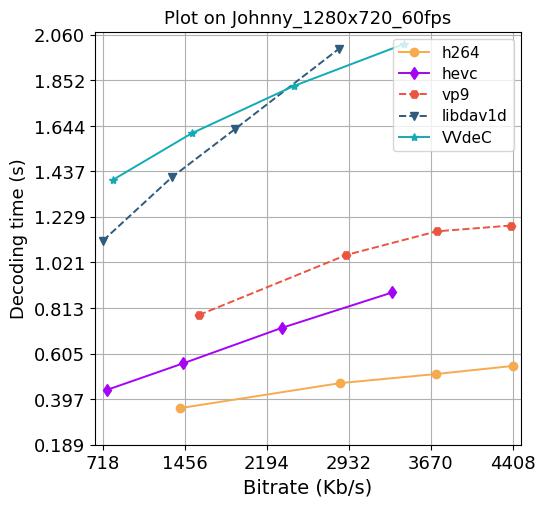 Plot on Johnny_1280x720_60fps
2.060
1.852
1.644
1.437
1.229
1.021
0.813
0.605
0.397
0.189
Decoding time (s)
h264
hevc
vp9
libdav1d
VVdeC
718 1456 2194 2932 3670 4408
Bitrate (Kb/s)